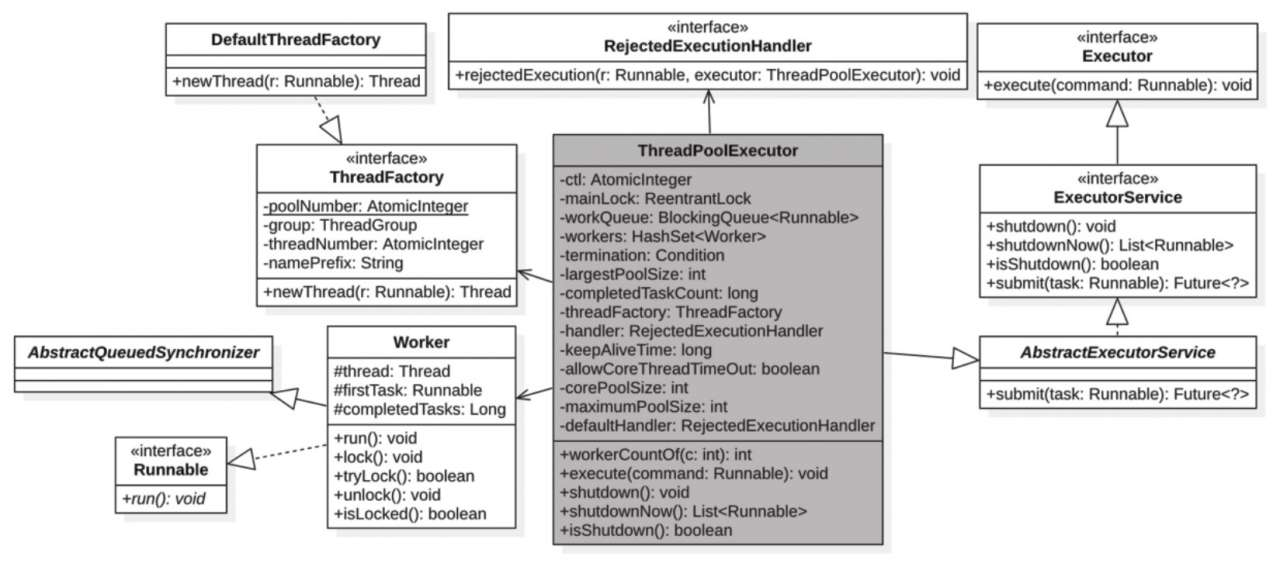 DefaultThreadFactory
+newThread(r: Runnable): Thread
«interface»
RejectedExecutionHandler
+rejectedExecution(r: Runnable, executor: ThreadPoolExecutor): void
«interface»
Executor
+execute(command: Runnable): void
«interface»
ThreadFactory
-poolNumber: AtomicInteger
-group: ThreadGroup
-threadNumber: AtomicInteger
-namePrefix: String
+newThread(r: Runnable): Thread
ThreadPoolExecutor
-ctl: AtomicInteger
-mainLock: ReentrantLock
-workQueue: BlockingQueue<Runnable>
-workers: HashSet<Worker>
-termination: Condition
-largestPoolSize: int
-completedTaskCount: long
-threadFactory: ThreadFactory
-handler: RejectedExecutionHandler
-keepAliveTime: long
-allowCoreThreadTimeOut: boolean
-corePoolSize: int
-maximumPoolSize: int
-defaultHandler: RejectedExecutionHandler
+workerCountOf(c: int): int
+execute(command: Runnable): void
+shutdown(): void
+shutdownNow(): List<Runnable>
+isShutdown(): boolean
«interface»
ExecutorService
+shutdown(): void
+shutdownNow(): List<Runnable>
+isShutdown(): boolean
+submit(task: Runnable): Future<?>
AbstractExecutorService
+submit(task: Runnable): Future<?>
AbstractQueuedSynchronizer
Worker
#thread: Thread
#firstTask: Runnable
#completedTasks: Long
+run(): void
+lock(): void
+tryLock(): boolean
+unlock(): void
+isLocked(): boolean
«interface»
Runnable
+run(): void